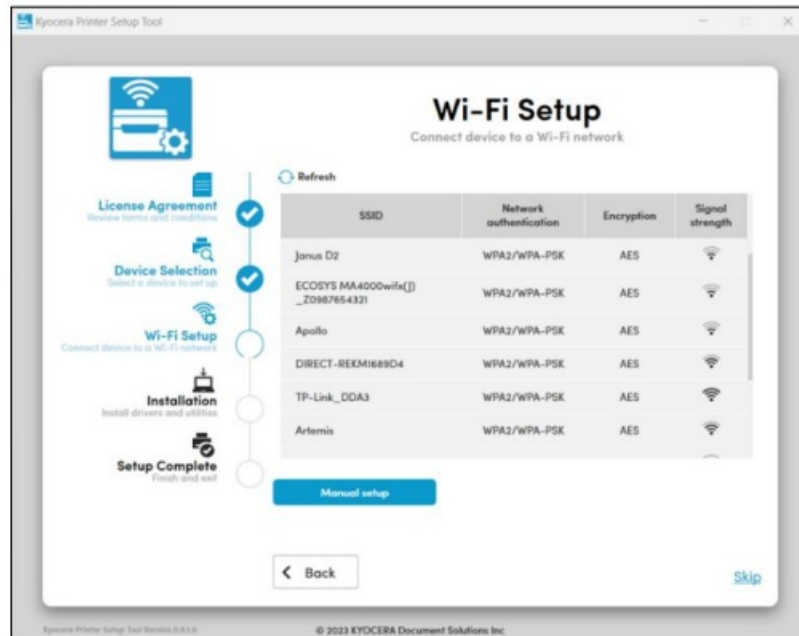 Kyocera Printer Setup Tool
Wi-Fi Setup
Connect device to a Wi-Fi network
License Agreement
Review terms and conditions
Device Selection
Select a device to set up
Wi-Fi Setup
Connect device to a Wi-Fi network
Installation
Install drivers and utilities
Setup Complete
Finish and exit
Refresh
SSID Network authentication Encryption Signal strength
Janus D2 WPA2/WPA-PSK AES
ECOSYS MA4000wifx(J)
_Z0987654321 WPA2/WPA-PSK AES
Apollo WPA2/WPA-PSK AES
DIRECT-REKM1689D4 WPA2/WPA-PSK AES
TP-Link_DDA3 WPA2/WPA-PSK AES
Artemis WPA2/WPA-PSK AES
Manual setup
Back
Skip
Kyocera Printer Setup Tool Version
© 2023 KYOCERA Document Solutions Inc